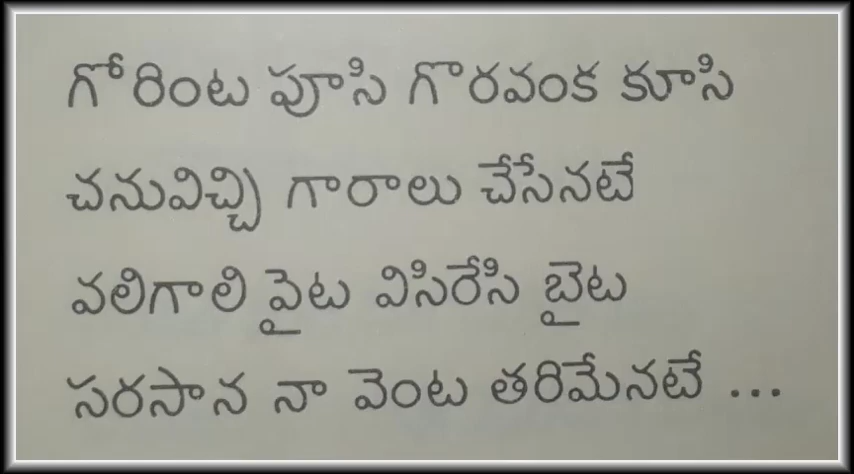 గోరింట పూసి గొరవంక కూసి
చనువిచ్చి గారాలు చేసేనటే
వలిగాలి పైట విసిరేసి బైట
సరసాన నా వెంట తరిమేనటే ...